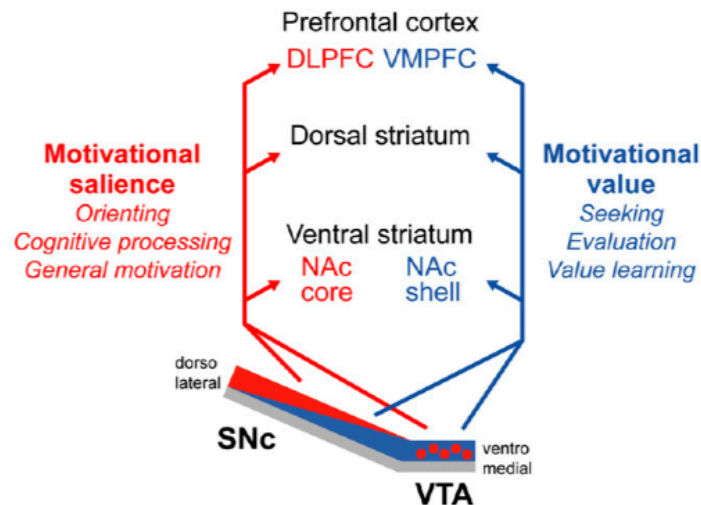 Prefrontal cortex
DLPFC VMPFC
Dorsal striatum
Motivational
salience
Orienting
Cognitive processing
General motivation
Motivational
value
Seeking
Evaluation
Value learning
Ventral striatum
NAc
core
NAc
shell
dorso
lateral
SNc
ventro
medial
VTA